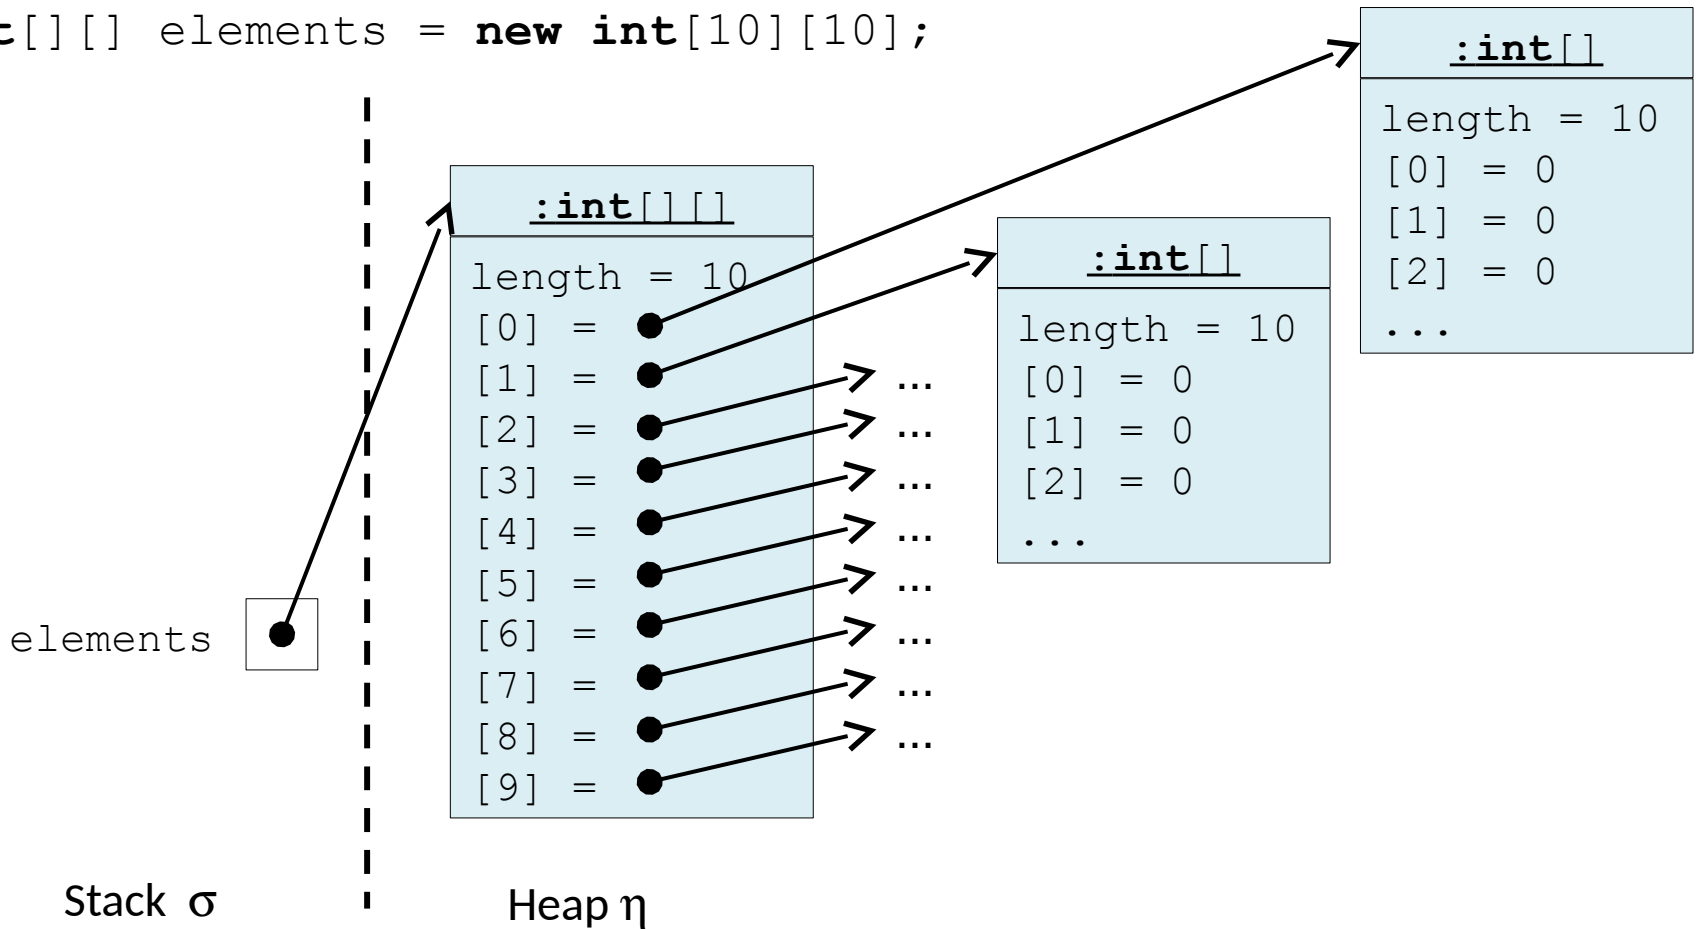 t[][] elements = new int[10][10];
:int[]
length = 10
[0] = 0
[1] = 0
[2] = 0
...
:int[][]
length = 10
[0] =
[1] =
[2] =
[3] =
[4] =
[5] =
[6] =
[7] =
[8] =
[9] =
...
...
...
...
...
...
...
...
:int[]
length = 10
[0] = 0
[1] = 0
[2] = 0
...
elements
Stack σ
Heap η